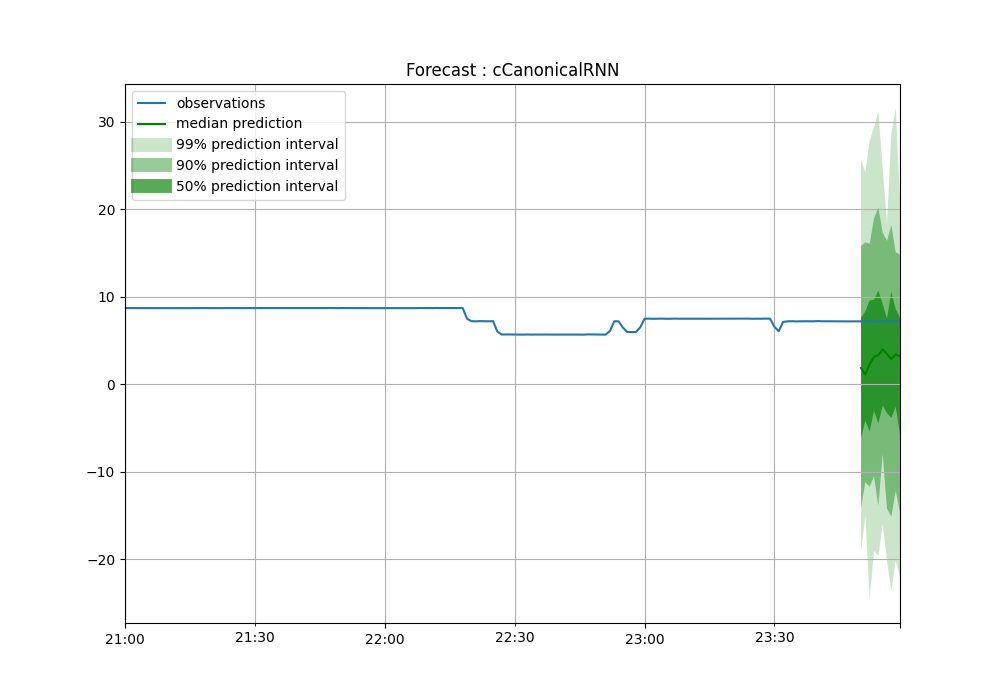 Forecast : cCanonicalRNN
observations
median prediction
99% prediction interval
90% prediction interval
50% prediction interval
30
20
10
0
−10
−20
21:00
21:30
22:00
22:30
23:00
23:30